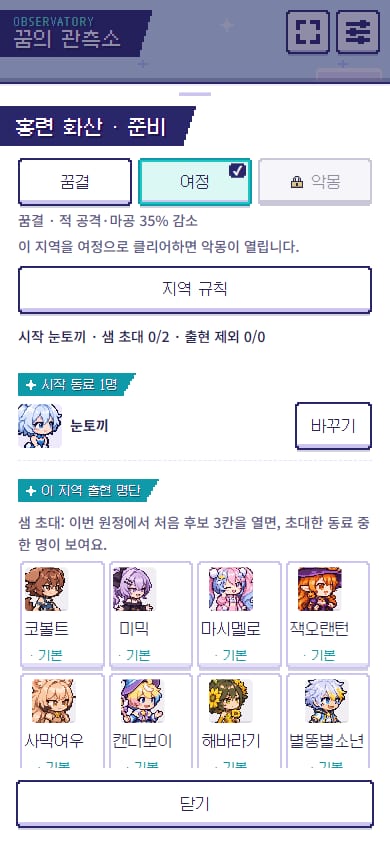 OBSERVATORY
꿈의 관측소
홍련 화산 · 준비
꿈결
여정
악몽
꿈결 · 적 공격·마공 35% 감소
이 지역을 여정으로 클리어하면 악몽이 열립니다.
지역 규칙
시작 눈토끼 · 샘 초대 0/2 · 출현 제외 0/0
시작 동료 1명
눈토끼
바꾸기
이 지역 출현 명단
샘 초대: 이번 원정에서 처음 후보 3칸을 열면, 초대한 동료 중
한 명이 보여요.
코볼트
미믹
마시멜로
잭오랜턴
· 기본
· 기본
· 기본
· 기본
사막여우
캔디보이
해바라기
별똥별소년
· 기본
· 기본
· 기본
· 기본
닫기